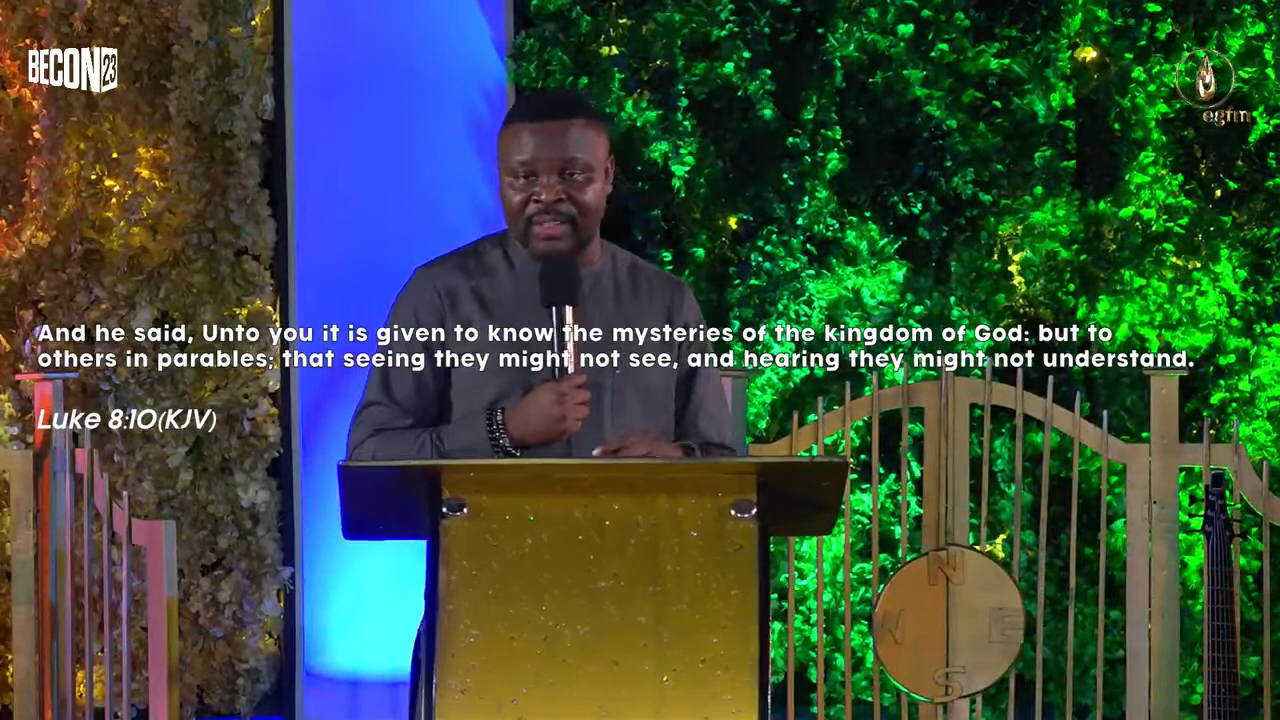 BECON23
egfm
And he said, Unto you it is given to know the mysteries of the kingdom of God: but to
others in parables; that seeing they might not see, and hearing they might not understand.
Luke 8:10(KJV)
N
W E
S